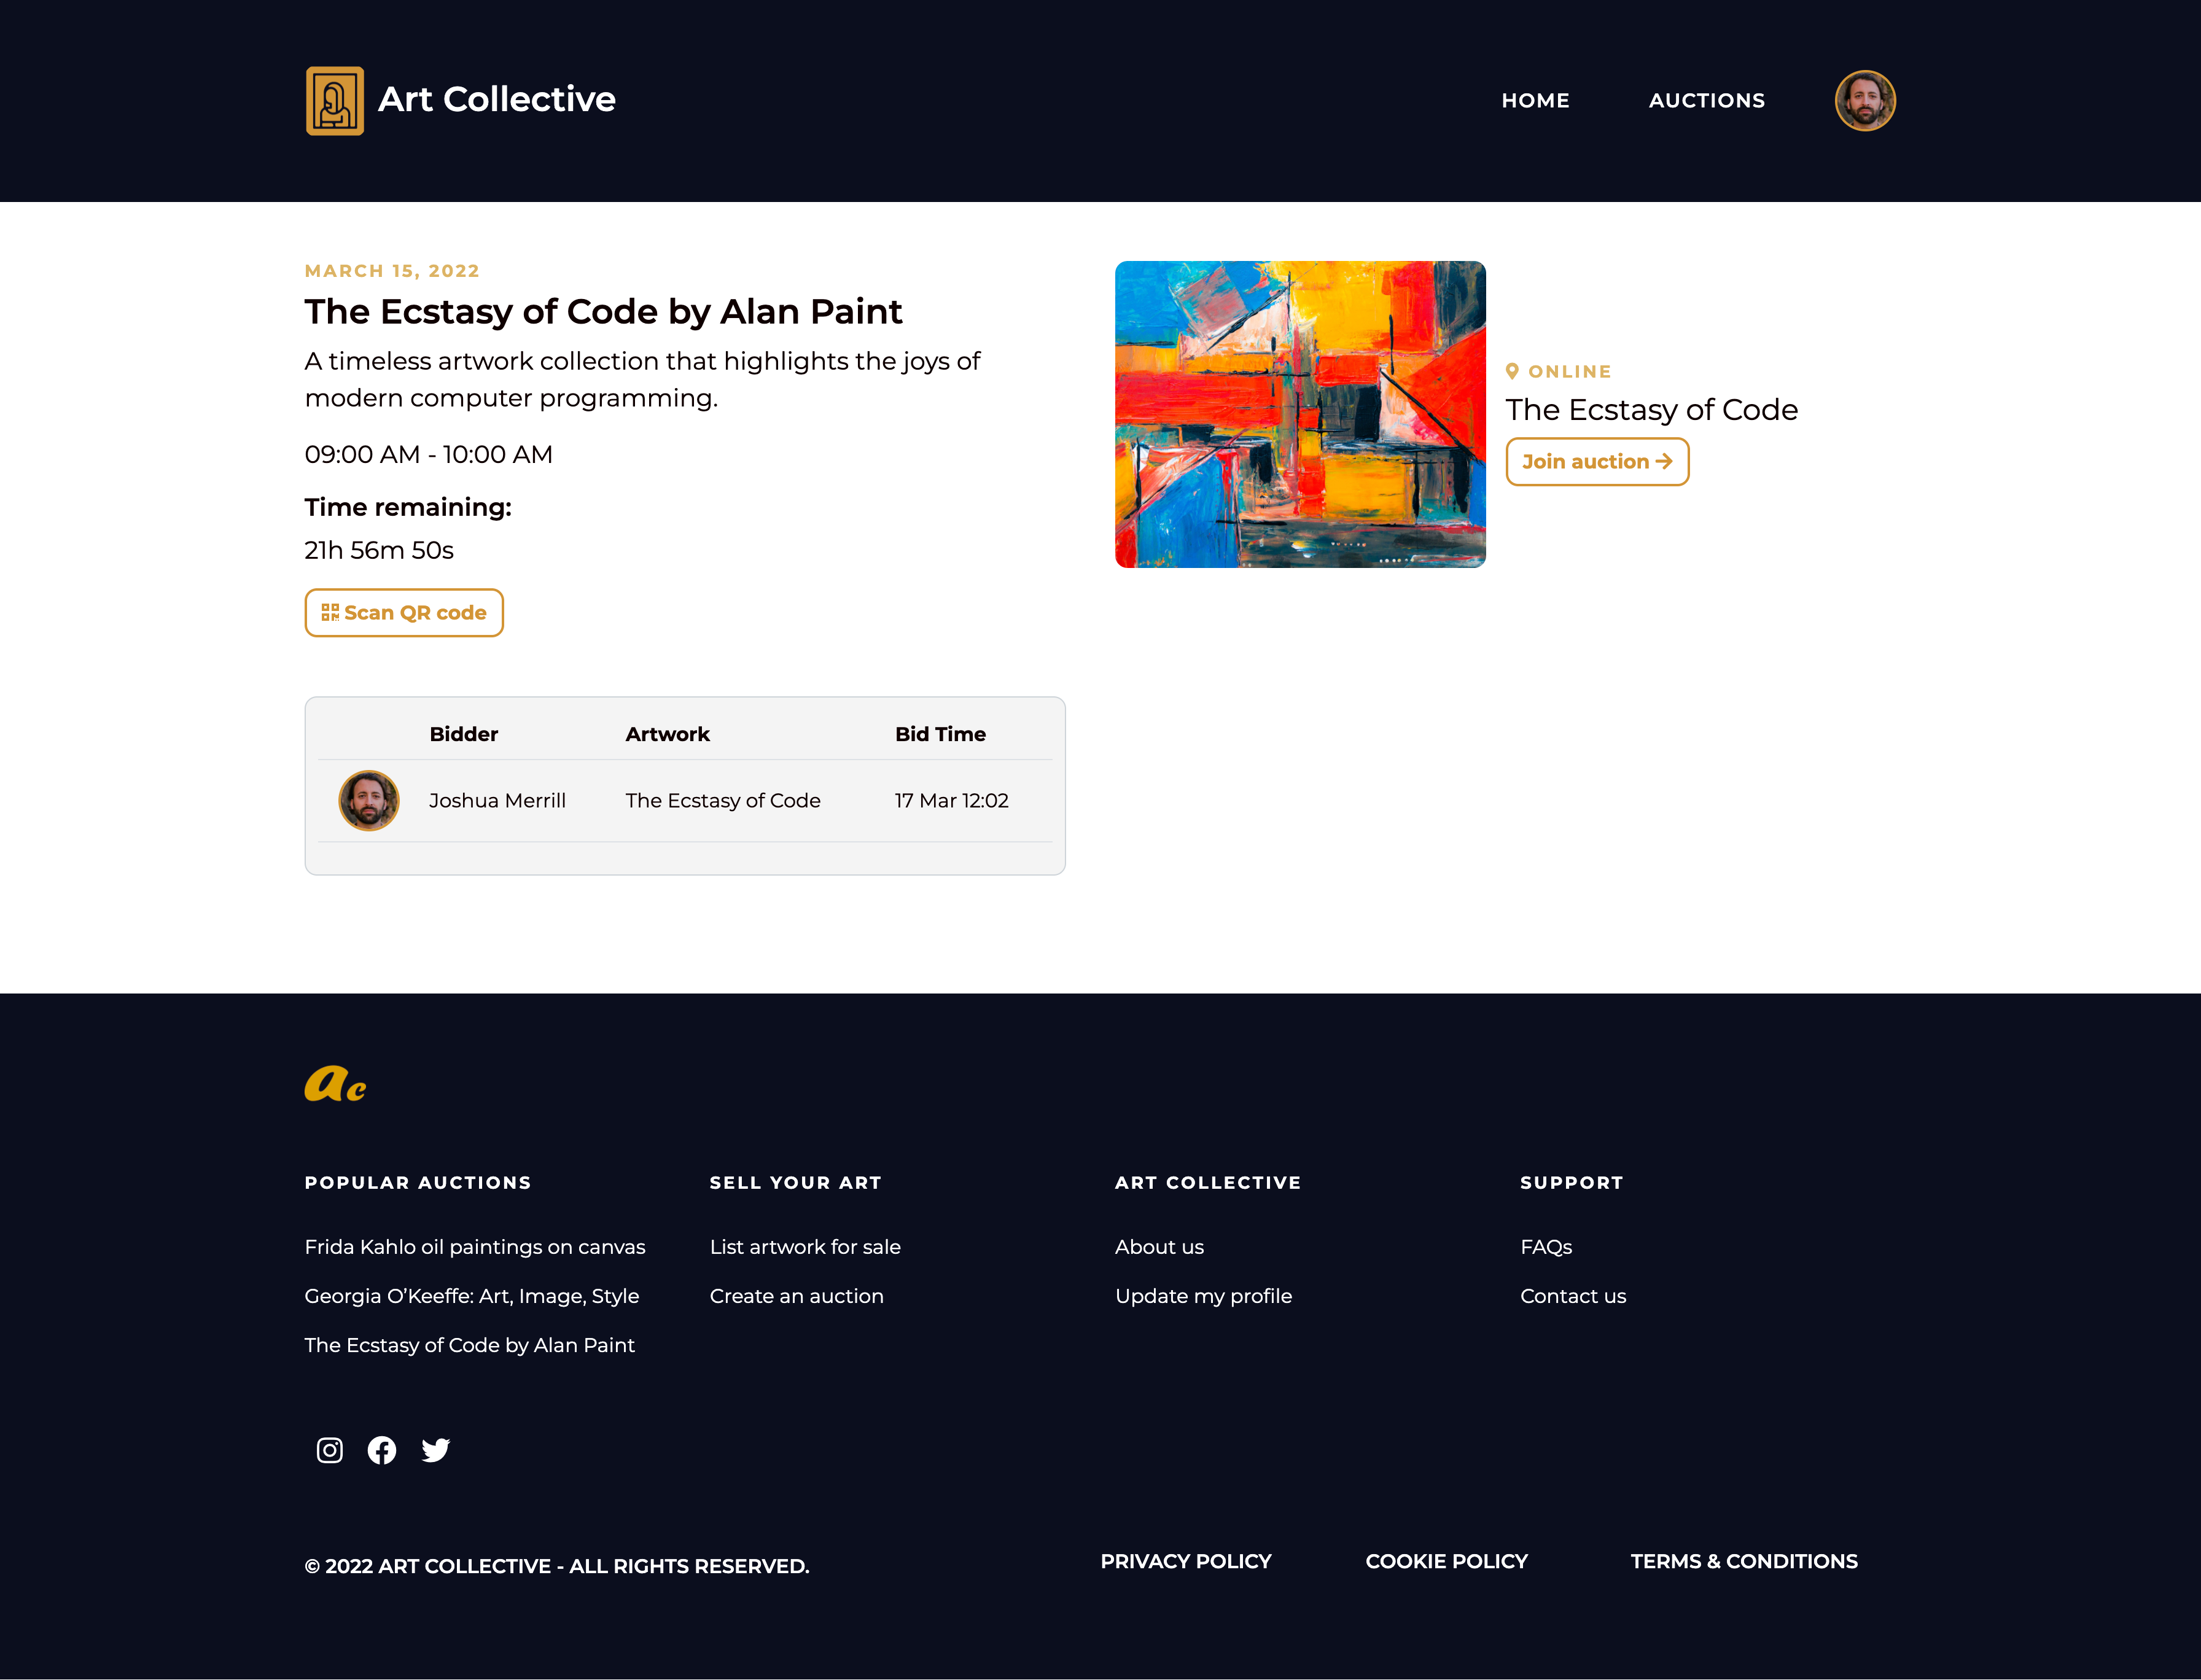 Art Collective
HOME
AUCTIONS
MARCH 15, 2022
The Ecstasy of Code by Alan Paint
A timeless artwork collection that highlights the joys of
modern computer programming.
09:00 AM - 10:00 AM
Time remaining:
21h 56m 50s
Scan QR code
ONLINE
The Ecstasy of Code
Join auction
Bidder Artwork Bid Time
Joshua Merrill The Ecstasy of Code 17 Mar 12:02
ac
POPULAR AUCTIONS
Frida Kahlo oil paintings on canvas
Georgia O’Keeffe: Art, Image, Style
The Ecstasy of Code by Alan Paint
SELL YOUR ART
List artwork for sale
Create an auction
ART COLLECTIVE
About us
Update my profile
SUPPORT
FAQs
Contact us
© 2022 ART COLLECTIVE - ALL RIGHTS RESERVED.
PRIVACY POLICY
COOKIE POLICY
TERMS & CONDITIONS